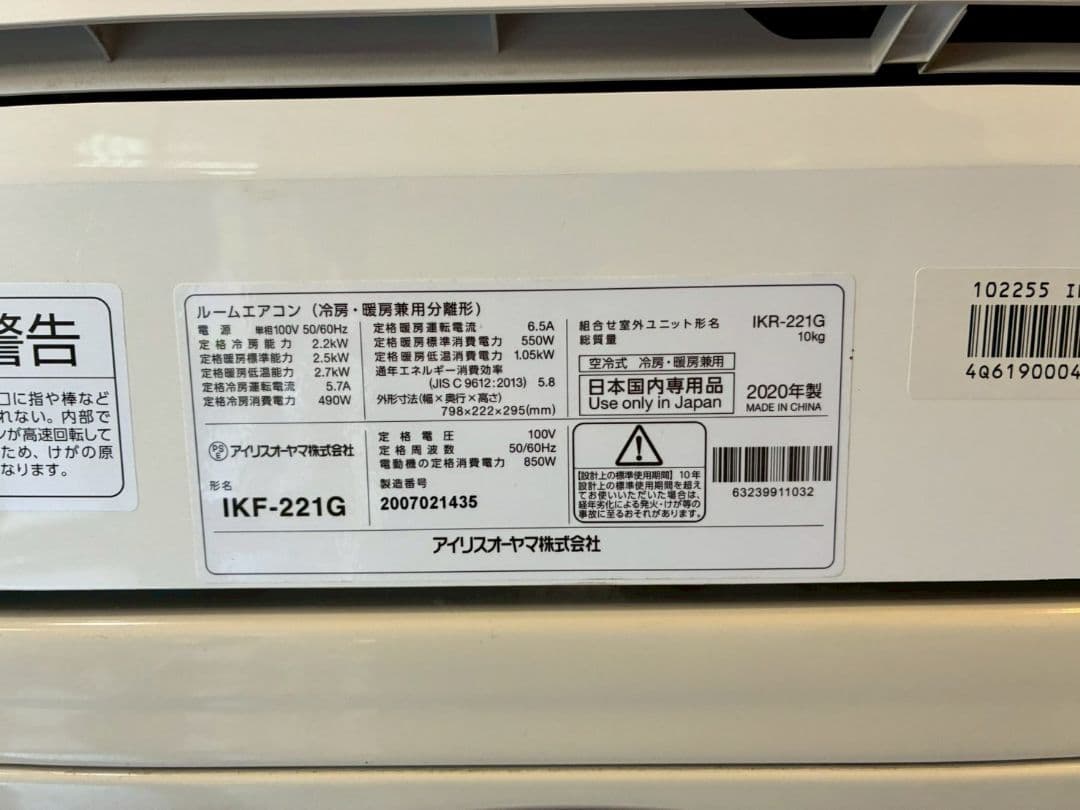 警告
口に指や棒など
れない。内部で
ンが高速回転して
ため、けがの原
なります。
ルームエアコン（冷房・暖房兼用分離形）
電源 単相100V 50/60Hz
定格冷房能力 2.2kW
定格暖房標準能力 2.5kW
定格暖房低温能力 2.7kW
定格冷房運転電流 5.7A
定格冷房消費電力 490W
定格暖房運転電流 6.5A
定格暖房標準消費電力 550W
定格暖房低温消費電力 1.05kW
通年エネルギー消費効率
(JIS C 9612:2013) 5.8
外形寸法(幅×奥行×高さ)
798×222×295(mm)
組合せ室外ユニット形名 IKR-221G
総質量 10kg
空冷式 冷房・暖房兼用
日本国内専用品
Use only in Japan
2020年製
MADE IN CHINA
PSE アイリスオーヤマ株式会社
形名
IKF-221G
定格電圧 100V
定格周波数 50/60Hz
電動機の定格消費電力 850W
製造番号
2007021435
【設計上の標準使用期間】10年
設計上の標準使用期間を超え
てお使いいただいた場合は、
経年劣化による発火・けが等の
事故に至るおそれがあります。
63239911032
アイリスオーヤマ株式会社
102255
4Q6190004